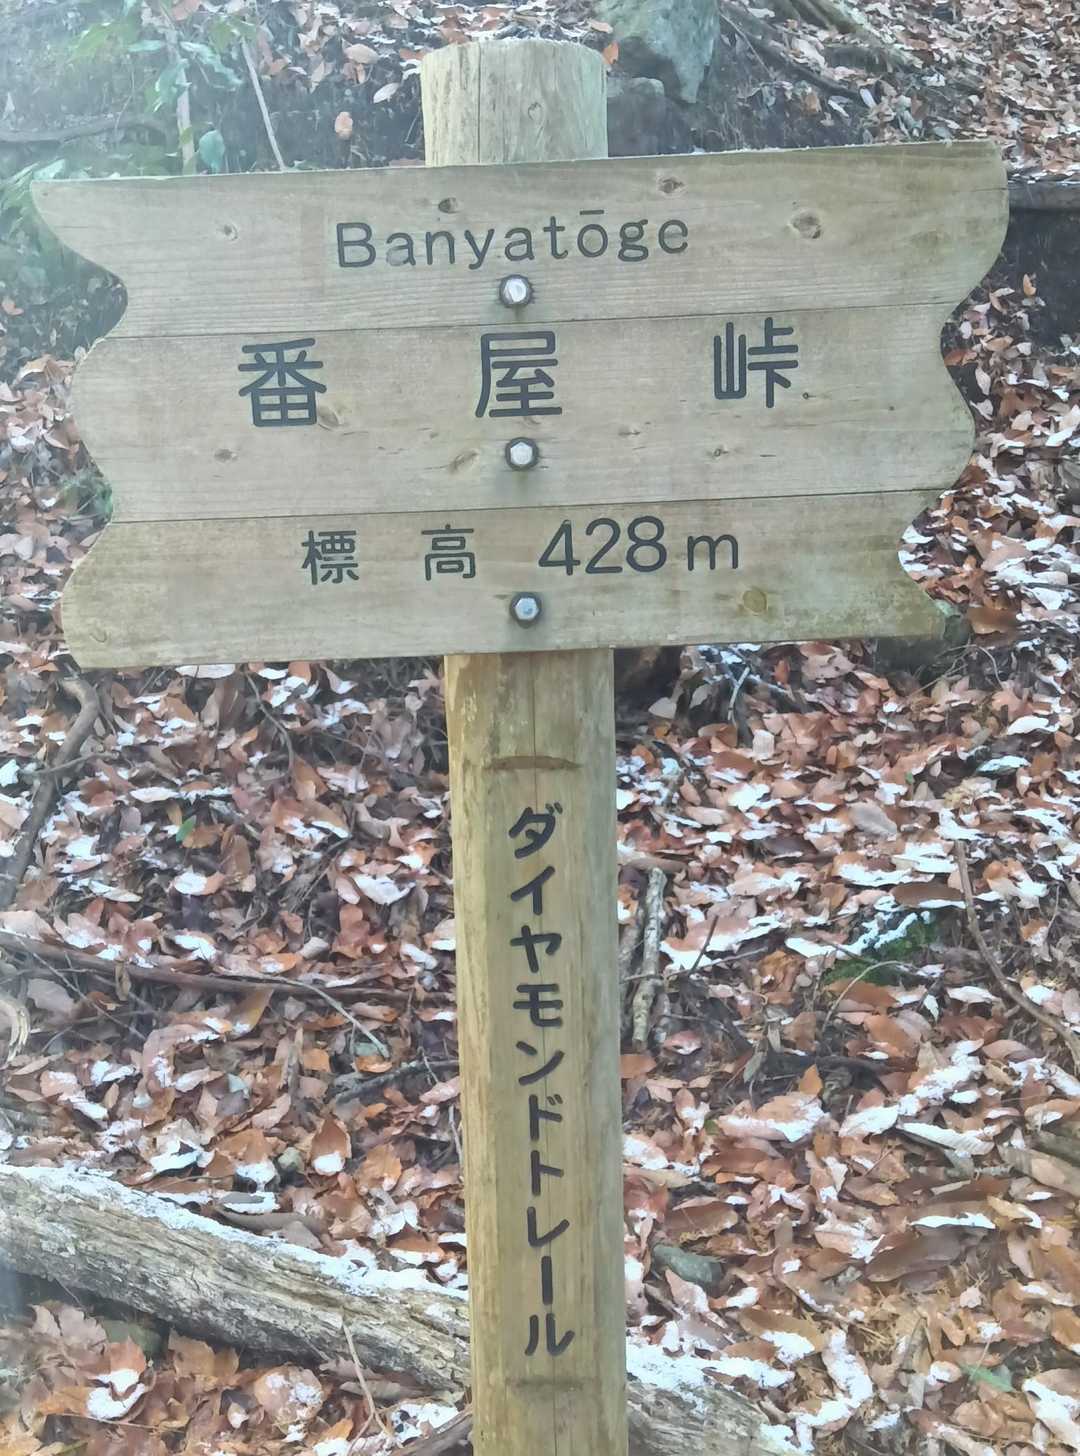 Banyatōge
番屋峠
標高 428m
ダイヤモンドトレール